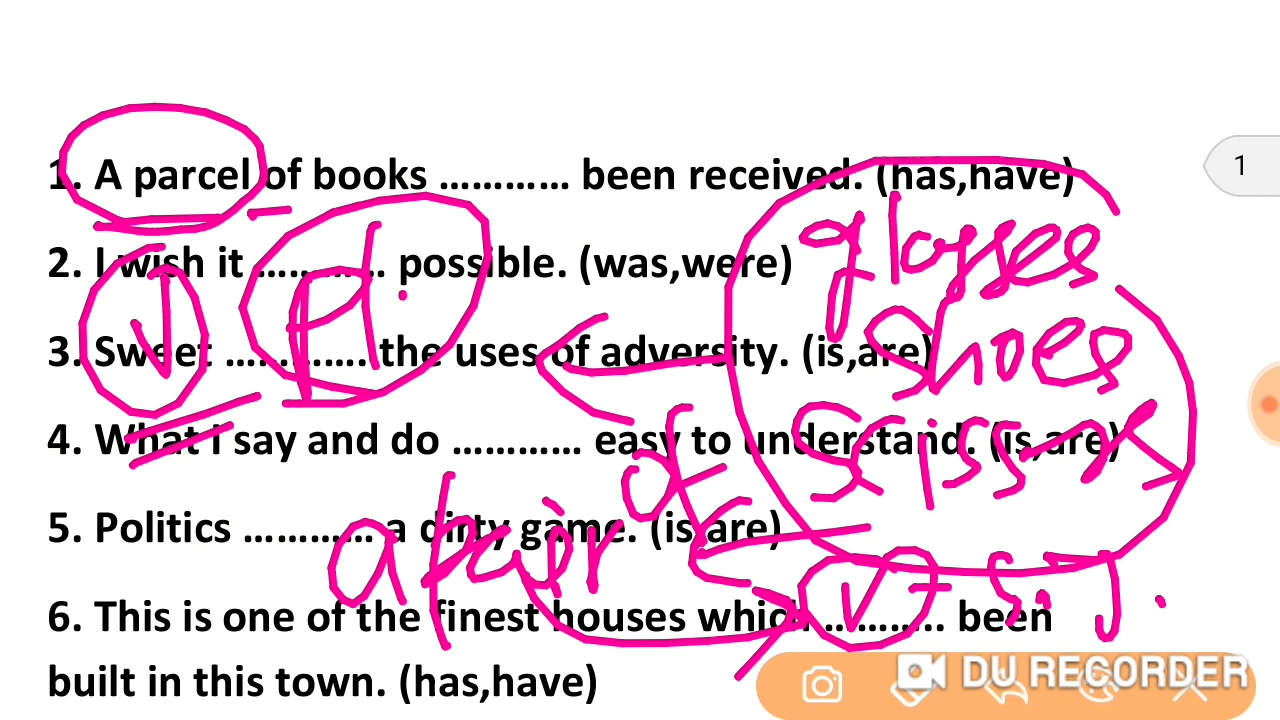 1. A parcel of books ............ been received. (has,have)
1
2. I wish it ............ possible. (was,were)
glasses
pl.
3. Sweet ............. the uses of adversity. (is,are)
shoes
4. What I say and do ............ easy to understand. (is,are)
5. Politics ............ a dirty game. (is,are)
a pair of
V
6. This is one of the finest houses which ........... been
built in this town. (has,have)
DU RECORDER